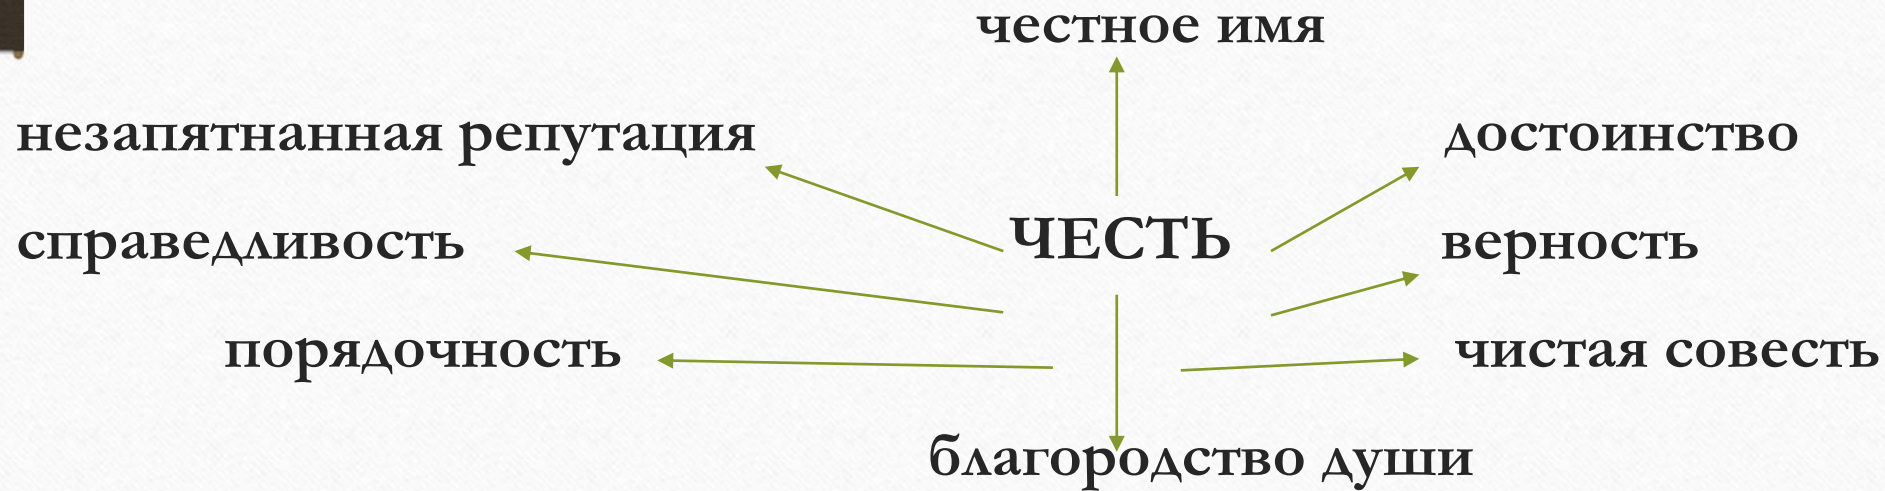 честное имя
незапятнанная репутация достоинство
справедливость ЧЕСТЬ верность
порядочность чистая совесть
благородство души